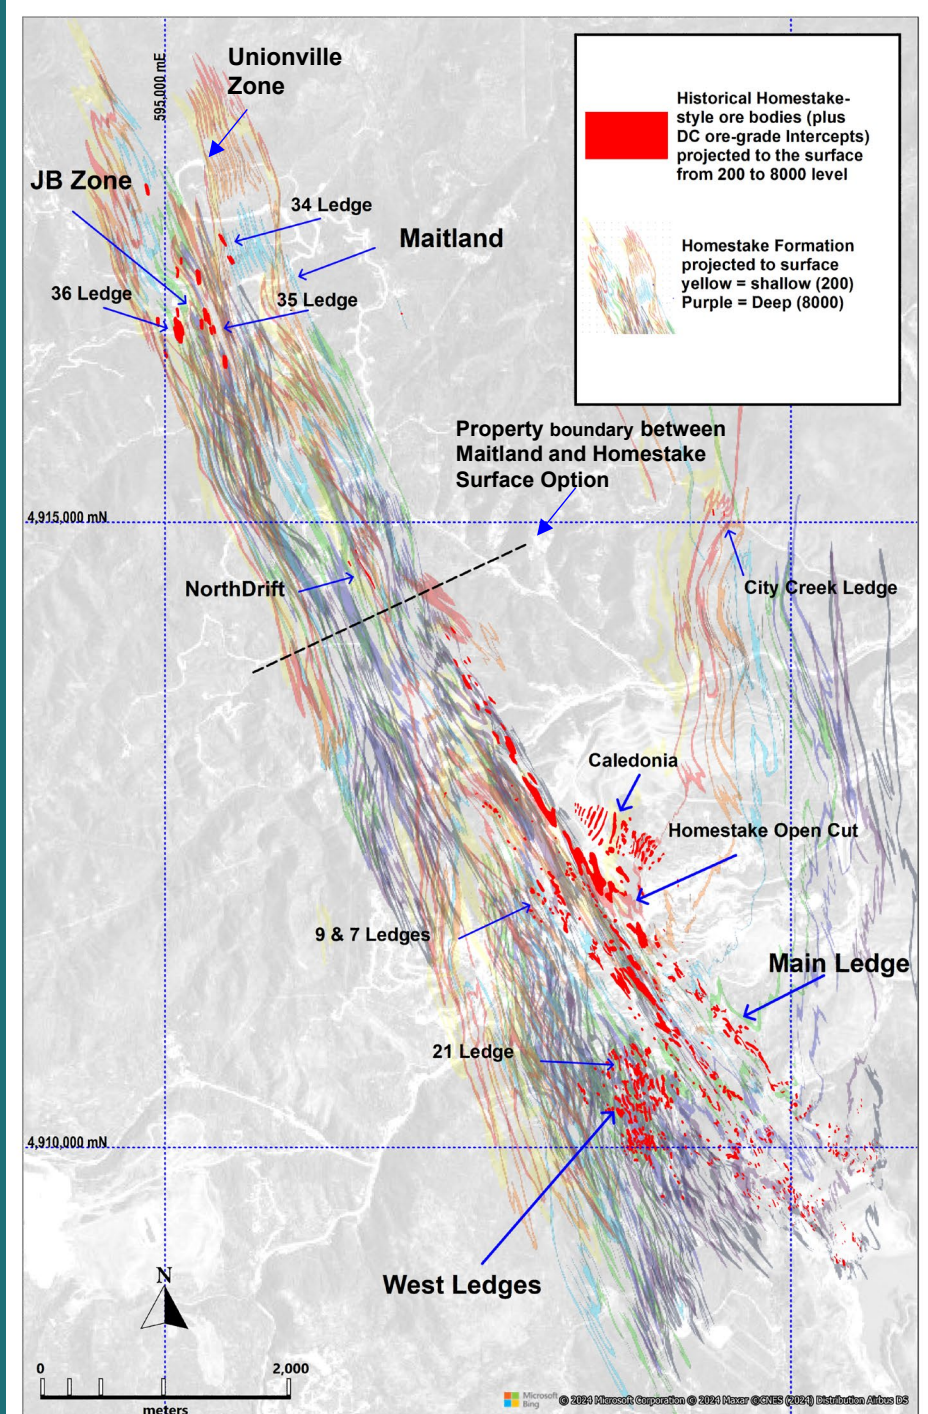 Unionville
Zone
595,000 mE
Historical Homestake-
style ore bodies (plus
DC ore-grade Intercepts)
projected to the surface
from 200 to 8000 level
JB Zone
34 Ledge
Maitland
Homestake Formation
projected to surface
yellow = shallow (200)
Purple = Deep (8000)
36 Ledge
35 Ledge
Property boundary between
Maitland and Homestake
Surface Option
4,915,000 mN
NorthDrift
City Creek Ledge
Caledonia
Homestake Open Cut
9 & 7 Ledges
Main Ledge
21 Ledge
4,910,000 mN
West Ledges
N
0 2,000
meters
Microsoft
Bing
© 2024 Microsoft Corporation © 2024 Maxar ©CNES (2024) Distribution Airbus DS